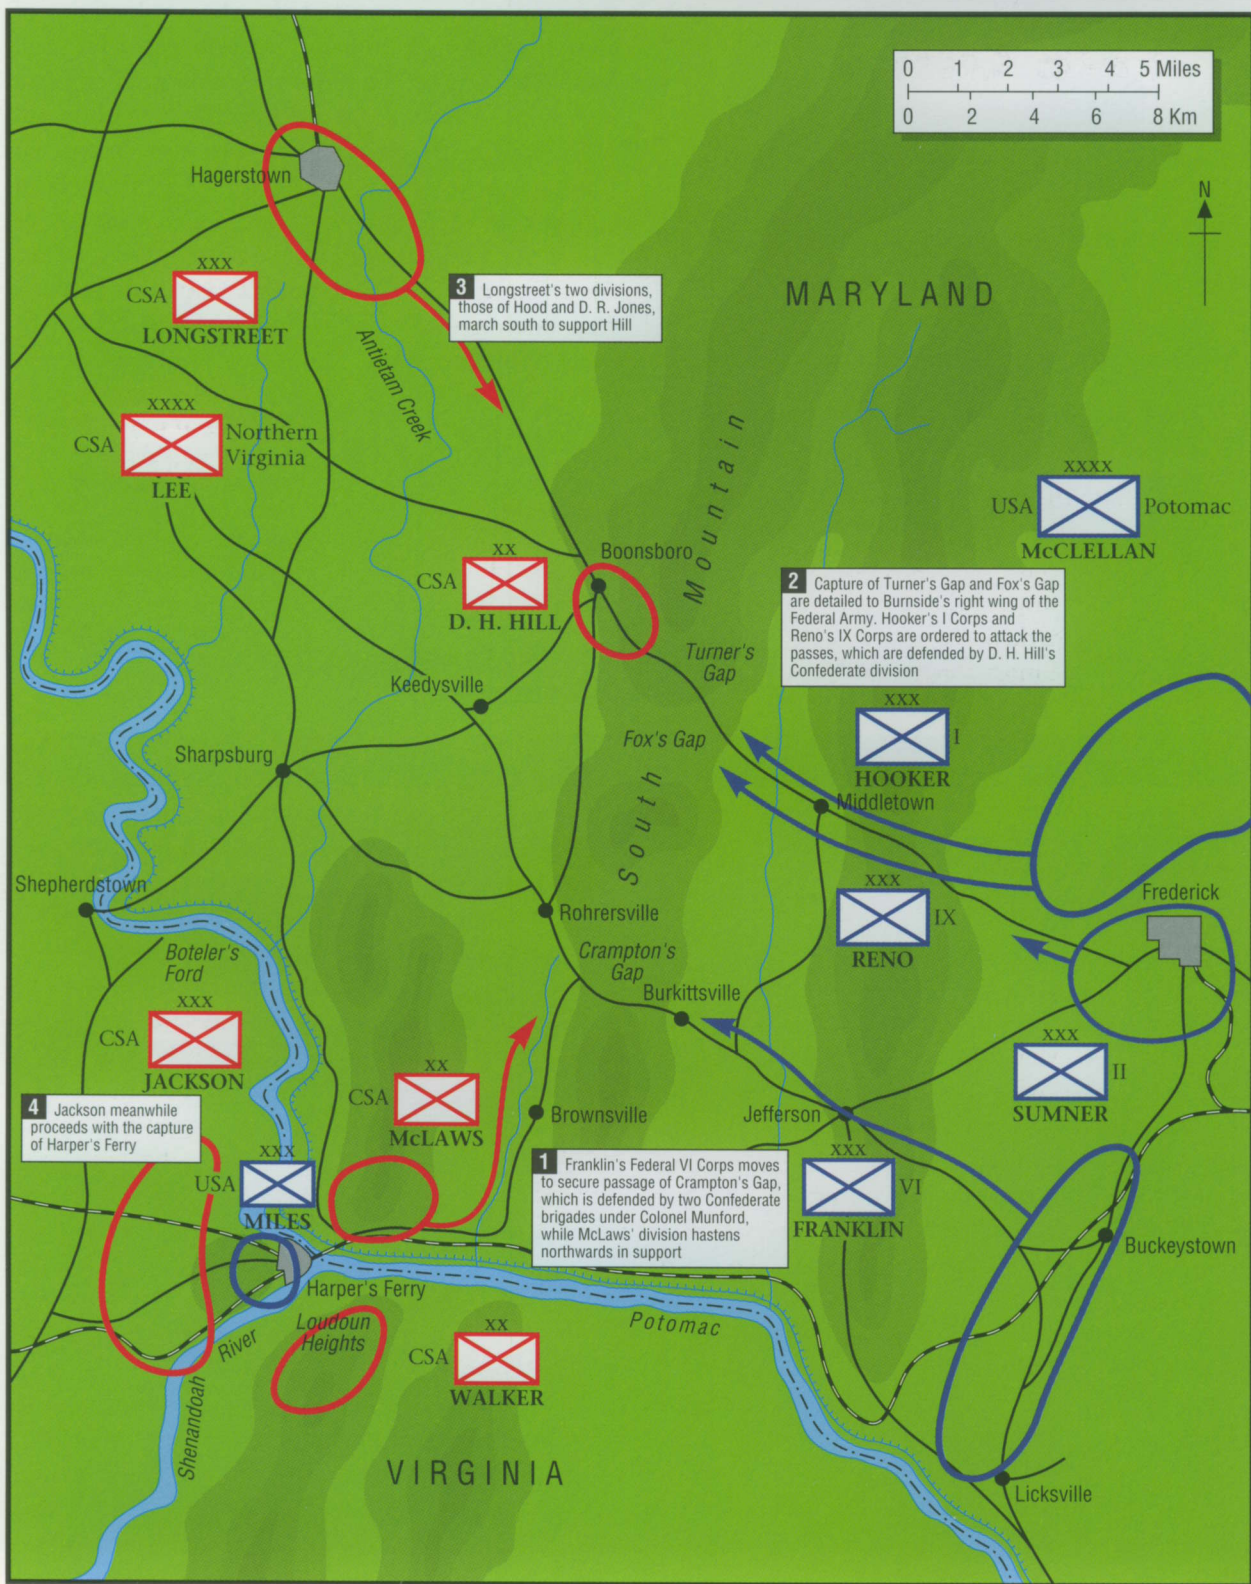 0 1 2 3 4 5 Miles
0 2 4 6 8 Km
N
Hagerstown
MARYLAND
XXX
CSA
LONGSTREET
3 Longstreet's two divisions,
those of Hood and D. R. Jones,
march south to support Hill
Antietam Creek
XXXX
CSA
Northern
Virginia
LEE
XXXX
USA
Potomac
McCLELLAN
South Mountain
Boonsboro
XX
CSA
D. H. HILL
2 Capture of Turner's Gap and Fox's Gap
are detailed to Burnside's right wing of the
Federal Army. Hooker's I Corps and
Reno's IX Corps are ordered to attack the
passes, which are defended by D. H. Hill's
Confederate division
Turner's
Gap
Keedysville
XXX
I
HOOKER
Fox's Gap
Sharpsburg
Middletown
Shepherdstown
XXX
IX
RENO
Frederick
Rohrersville
Boteler's
Ford
Crampton's
Gap
Burkittsville
XXX
CSA
JACKSON
XX
CSA
McLAWS
XXX
II
SUMNER
Brownsville
Jefferson
4 Jackson meanwhile
proceeds with the capture
of Harper's Ferry
XXX
USA
MILES
1 Franklin's Federal VI Corps moves
to secure passage of Crampton's Gap,
which is defended by two Confederate
brigades under Colonel Munford,
while McLaws' division hastens
northwards in support
XXX
VI
FRANKLIN
Buckeystown
Harper's Ferry
Loudoun
Heights
Potomac
Shenandoah River
XX
CSA
WALKER
VIRGINIA
Licksville